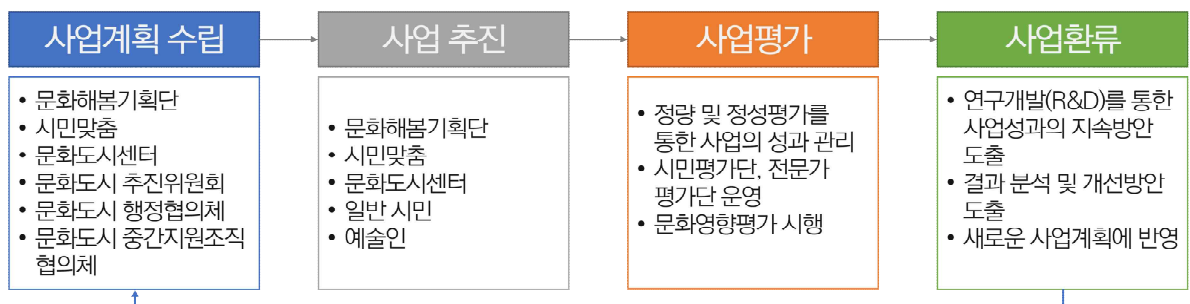 사업계획 수립
• 문화해봄기획단
• 시민맞춤
• 문화도시센터
• 문화도시 추진위원회
• 문화도시 행정협의체
• 문화도시 중간지원조직
협의체
사업 추진
• 문화해봄기획단
• 시민맞춤
• 문화도시센터
• 일반 시민
• 예술인
사업평가
• 정량 및 정성평가를
통한 사업의 성과 관리
• 시민평가단, 전문가
평가단 운영
• 문화영향평가 시행
사업환류
• 연구개발(R&D)를 통한
사업성과의 지속방안
도출
• 결과 분석 및 개선방안
도출
• 새로운 사업계획에 반영